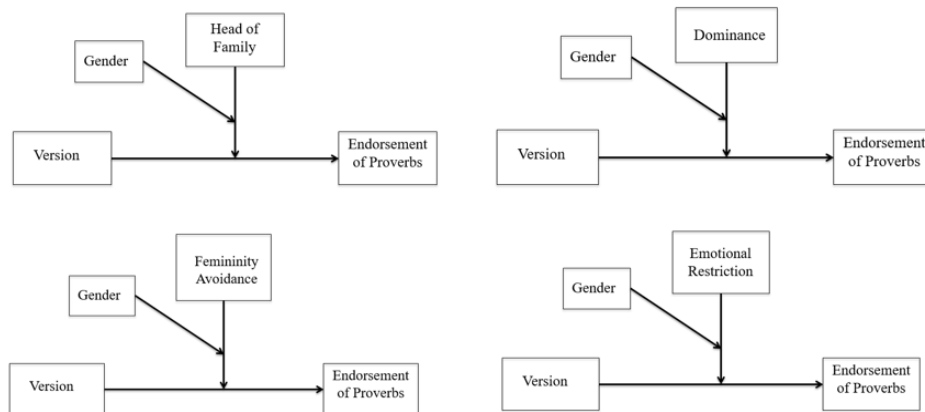 Head of
Family
Gender
Version
Endorsement
of Proverbs
Dominance
Gender
Version
Endorsement
of Proverbs
Femininity
Avoidance
Gender
Version
Endorsement
of Proverbs
Emotional
Restriction
Gender
Version
Endorsement
of Proverbs